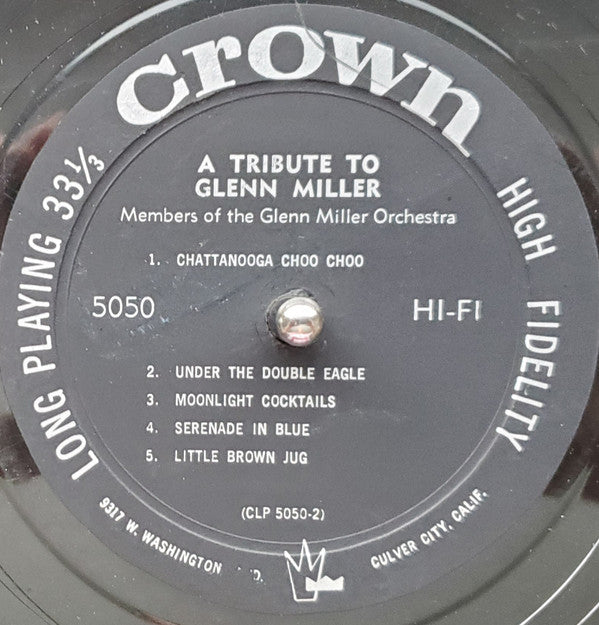 crown
LONG PLAYING 33⅓
HIGH FIDELITY
A TRIBUTE TO
GLENN MILLER
Members of the Glenn Miller Orchestra
1. CHATTANOOGA CHOO CHOO
5050
HI-FI
2. UNDER THE DOUBLE EAGLE
3. MOONLIGHT COCKTAILS
4. SERENADE IN BLUE
5. LITTLE BROWN JUG
(CLP 5050-2)
9317 W. WASHINGTON
CULVER CITY, CALIF.